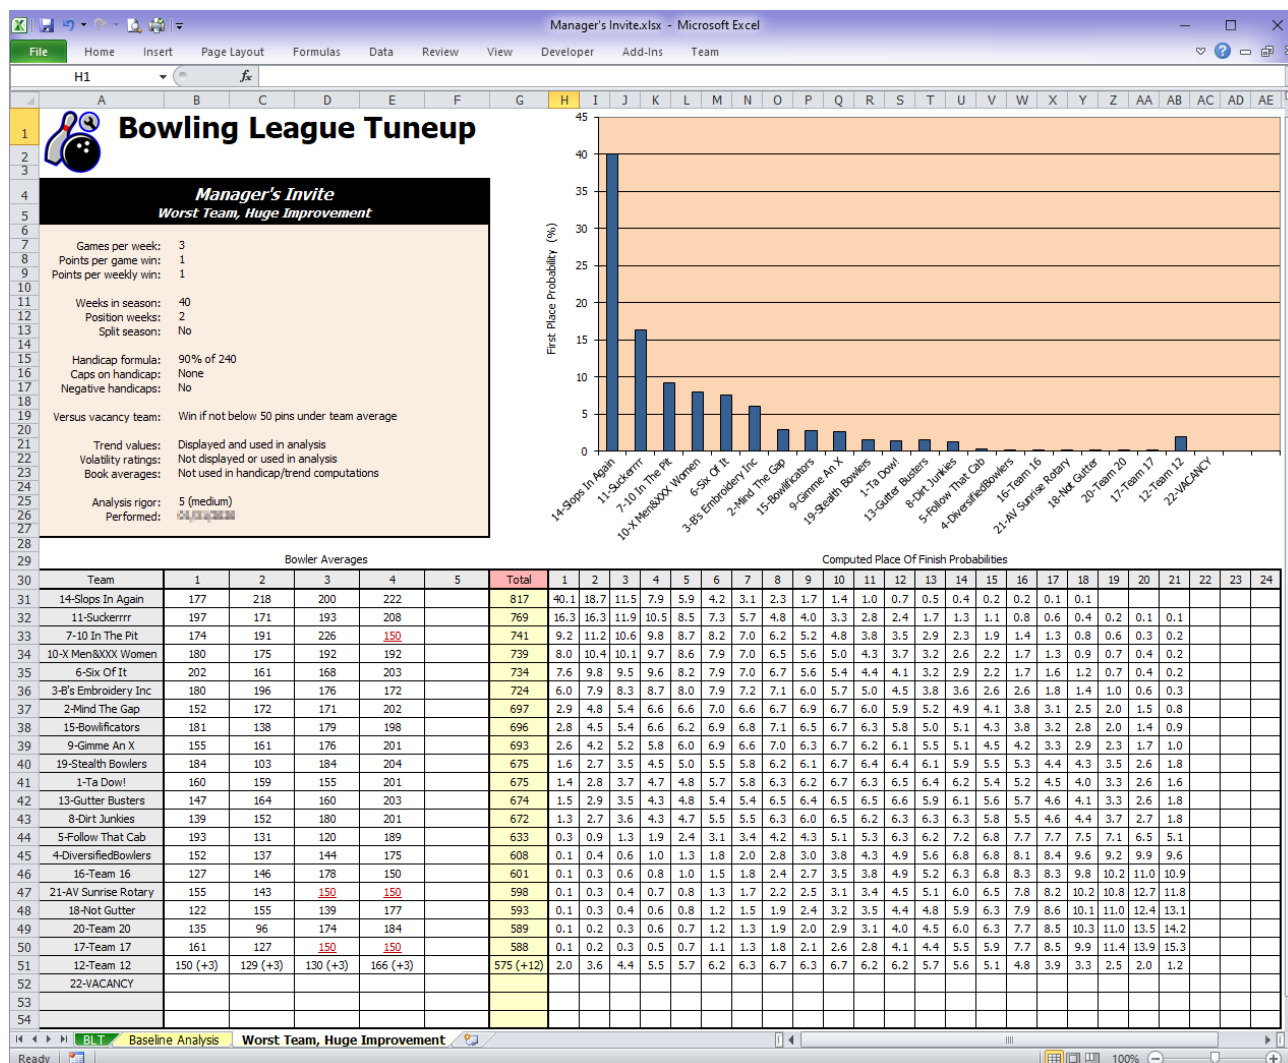 Manager's Invite.xlsx - Microsoft Excel
File Home Insert Page Layout Formulas Data Review View Developer Add-Ins Team
H1 fx
A B C D E F G H I J K L M N O P Q R S T U V W X Y Z AA AB AC AD AE
Bowling League Tuneup
Manager's Invite
Worst Team, Huge Improvement
Games per week: 3
Points per game win: 1
Points per weekly win: 1
Weeks in season: 40
Position weeks: 2
Split season: No
Handicap formula: 90% of 240
Caps on handicap: None
Negative handicaps: No
Versus vacancy team: Win if not below 50 pins under team average
Trend values: Displayed and used in analysis
Volatility ratings: Not displayed or used in analysis
Book averages: Not used in handicap/trend computations
Analysis rigor: 5 (medium)
Performed:
First Place Probability (%)
45
40
35
30
25
20
15
10
5
0
14-Slops In Again
11-Suckerrrr
7-10 In The Pit
10-X Men&XXX Women
6-Six Of It
3-B's Embroidery Inc
2-Mind The Gap
15-Bowlificators
9-Gimme An X
19-Stealth Bowlers
1-Ta Dow!
13-Gutter Busters
8-Dirt Junkies
5-Follow That Cab
4-DiversifiedBowlers
16-Team 16
21-AV Sunrise Rotary
18-Not Gutter
20-Team 20
17-Team 17
12-Team 12
22-VACANCY
Bowler Averages Computed Place Of Finish Probabilities
Team 1 2 3 4 5 Total 1 2 3 4 5 6 7 8 9 10 11 12 13 14 15 16 17 18 19 20 21 22 23 24
14-Slops In Again 177 218 200 222 817 40.1 18.7 11.5 7.9 5.9 4.2 3.1 2.3 1.7 1.4 1.0 0.7 0.5 0.4 0.2 0.2 0.1 0.1
11-Suckerrrr 197 171 193 208 769 16.3 16.3 11.9 10.5 8.5 7.3 5.7 4.8 4.0 3.3 2.8 2.4 1.7 1.3 1.1 0.8 0.6 0.4 0.2 0.1 0.1
7-10 In The Pit 174 191 226 150 741 9.2 11.2 10.6 9.8 8.7 8.2 7.0 6.2 5.2 4.8 3.8 3.5 2.9 2.3 1.9 1.4 1.3 0.8 0.6 0.3 0.2
10-X Men&XXX Women 180 175 192 192 739 8.0 10.4 10.1 9.7 8.6 7.9 7.0 6.5 5.6 5.0 4.3 3.7 3.2 2.6 2.2 1.7 1.3 0.9 0.7 0.4 0.2
6-Six Of It 202 161 168 203 734 7.6 9.8 9.5 9.6 8.2 7.9 7.0 6.7 5.6 5.4 4.4 4.1 3.2 2.9 2.2 1.7 1.6 1.2 0.7 0.4 0.2
3-B's Embroidery Inc 180 196 176 172 724 6.0 7.9 8.3 8.7 8.0 7.9 7.2 7.1 6.0 5.7 5.0 4.5 3.8 3.6 2.6 2.6 1.8 1.4 1.0 0.6 0.3
2-Mind The Gap 152 172 171 202 697 2.9 4.8 5.4 6.6 6.6 7.0 6.6 6.7 6.9 6.7 6.0 5.9 5.2 4.9 4.1 3.8 3.1 2.5 2.0 1.5 0.8
15-Bowlificators 181 138 179 198 696 2.8 4.5 5.4 6.6 6.2 6.9 6.8 7.1 6.5 6.7 6.3 5.8 5.0 5.1 4.3 3.8 3.2 2.8 2.0 1.4 0.9
9-Gimme An X 155 161 176 201 693 2.6 4.2 5.2 5.8 6.0 6.9 6.6 7.0 6.3 6.7 6.2 6.1 5.5 5.1 4.5 4.2 3.3 2.9 2.3 1.7 1.0
19-Stealth Bowlers 184 103 184 204 675 1.6 2.7 3.5 4.5 5.0 5.5 5.8 6.2 6.1 6.7 6.4 6.4 6.1 5.9 5.5 5.3 4.4 4.3 3.5 2.6 1.8
1-Ta Dow! 160 159 155 201 675 1.4 2.8 3.7 4.7 4.8 5.7 5.8 6.3 6.2 6.7 6.3 6.5 6.4 6.2 5.4 5.2 4.5 4.0 3.3 2.6 1.6
13-Gutter Busters 147 164 160 203 674 1.5 2.9 3.5 4.3 4.8 5.4 5.4 6.5 6.4 6.5 6.5 6.6 5.9 6.1 5.6 5.7 4.6 4.1 3.3 2.6 1.8
8-Dirt Junkies 139 152 180 201 672 1.3 2.7 3.6 4.3 4.7 5.5 5.5 6.3 6.0 6.5 6.2 6.3 6.3 6.3 5.8 5.5 4.6 4.4 3.7 2.7 1.8
5-Follow That Cab 193 131 120 189 633 0.3 0.9 1.3 1.9 2.4 3.1 3.4 4.2 4.3 5.1 5.3 6.3 6.2 7.2 6.8 7.7 7.7 7.5 7.1 6.5 5.1
4-DiversifiedBowlers 152 137 144 175 608 0.1 0.4 0.6 1.0 1.3 1.8 2.0 2.8 3.0 3.8 4.3 4.9 5.6 6.8 6.8 8.1 8.4 9.6 9.2 9.9 9.6
16-Team 16 127 146 178 150 601 0.1 0.3 0.6 0.8 1.0 1.5 1.8 2.4 2.7 3.5 3.8 4.9 5.2 6.3 6.8 8.3 8.3 9.8 10.2 11.0 10.9
21-AV Sunrise Rotary 155 143 150 150 598 0.1 0.3 0.4 0.7 0.8 1.3 1.7 2.2 2.5 3.1 3.4 4.5 5.1 6.0 6.5 7.8 8.2 10.2 10.8 12.7 11.8
18-Not Gutter 122 155 139 177 593 0.1 0.3 0.4 0.6 0.8 1.2 1.5 1.9 2.4 3.2 3.5 4.4 4.8 5.9 6.3 7.9 8.6 10.1 11.0 12.4 13.1
20-Team 20 135 96 174 184 589 0.1 0.2 0.3 0.6 0.7 1.2 1.3 1.9 2.0 2.9 3.1 4.0 4.5 6.0 6.3 7.7 8.5 10.3 11.0 13.5 14.2
17-Team 17 161 127 150 150 588 0.1 0.2 0.3 0.5 0.7 1.1 1.3 1.8 2.1 2.6 2.8 4.1 4.4 5.5 5.9 7.7 8.5 9.9 11.4 13.9 15.3
12-Team 12 150 (+3) 129 (+3) 130 (+3) 166 (+3) 575 (+12) 2.0 3.6 4.4 5.5 5.7 6.2 6.3 6.7 6.3 6.7 6.2 6.2 5.7 5.6 5.1 4.8 3.9 3.3 2.5 2.0 1.2
22-VACANCY
BLT Baseline Analysis Worst Team, Huge Improvement
Ready 100%